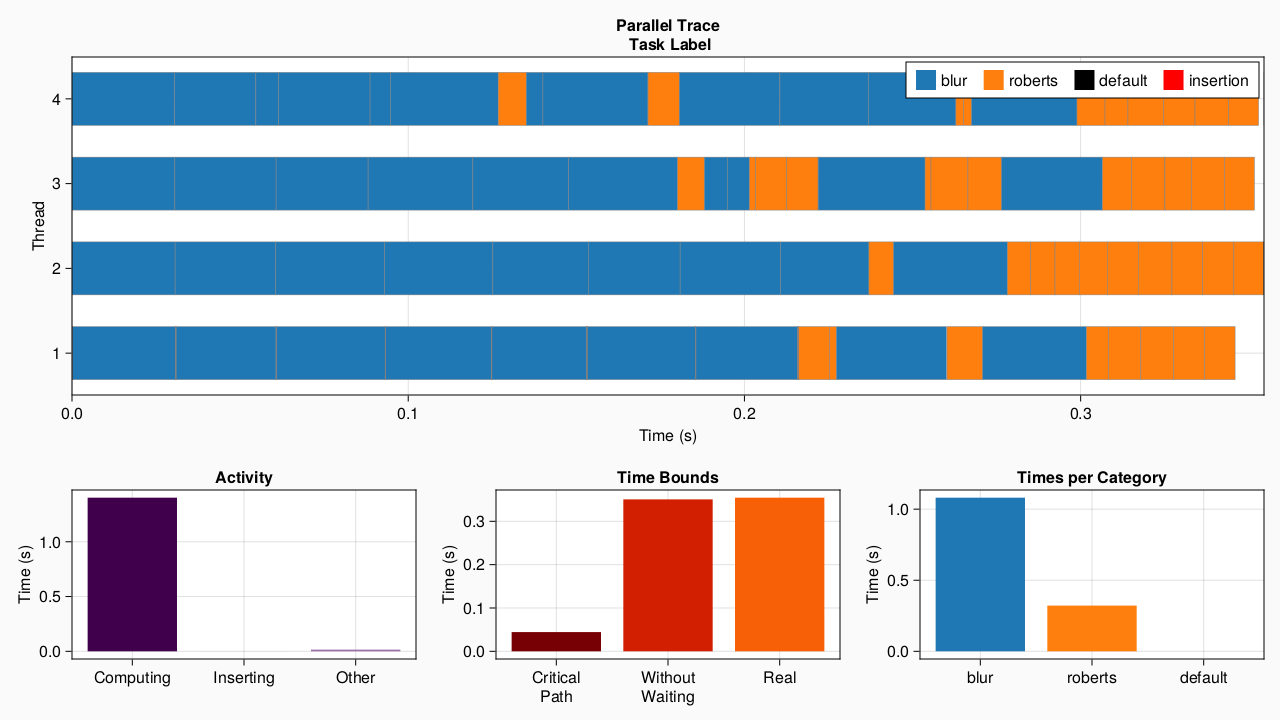 Parallel Trace
Task Label
blur roberts default insertion
4
3
2
1
Thread
0.0 0.1 0.2 0.3
Time (s)
Activity
1.0
0.5
0.0
Time (s)
Computing Inserting Other
Time Bounds
0.3
0.2
0.1
0.0
Time (s)
Critical Path Without Waiting Real
Times per Category
1.0
0.5
0.0
Time (s)
blur roberts default